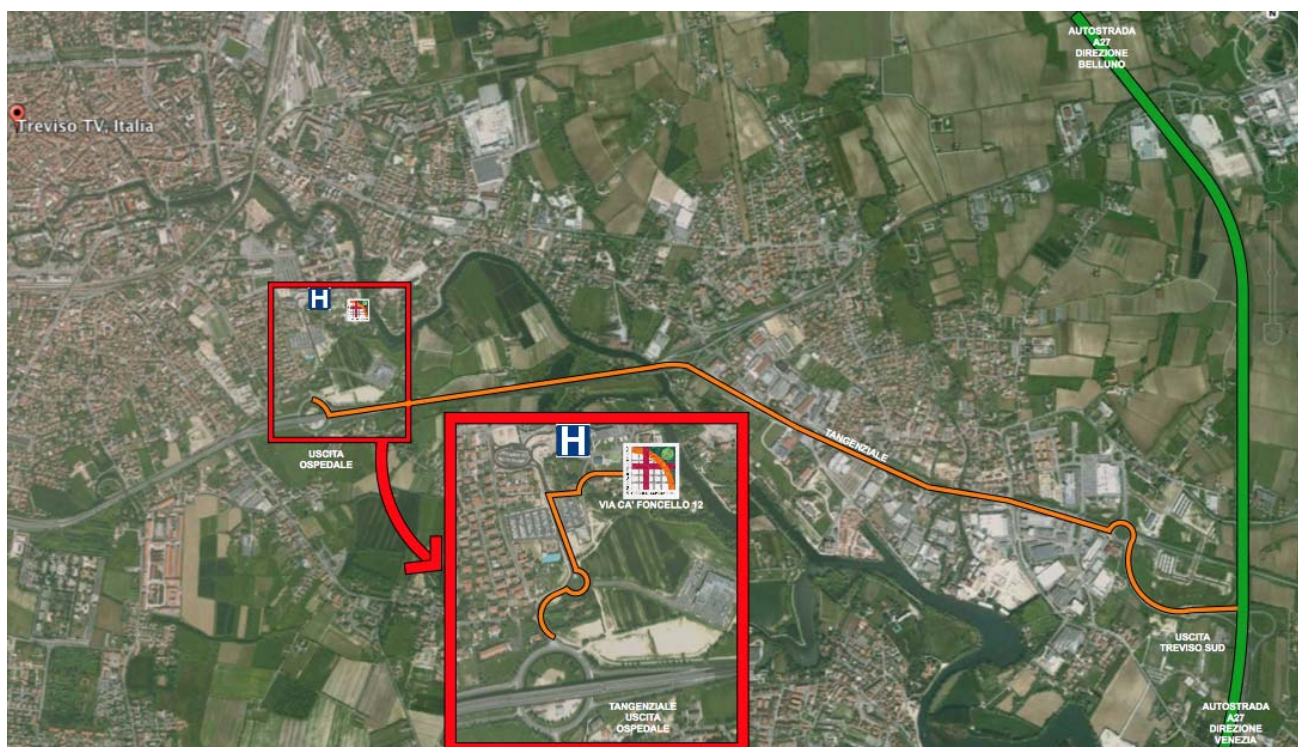 AUTOSTRADA
A27
DIREZIONE
BELLUNO
N
Treviso TV, Italia
H
USCITA
OSPEDALE
TANGENZIALE
H
VIA CA' FONCELLO 12
USCITA
TREVISO SUD
TANGENZIALE
USCITA
OSPEDALE
AUTOSTRADA
A27
DIREZIONE
VENEZIA